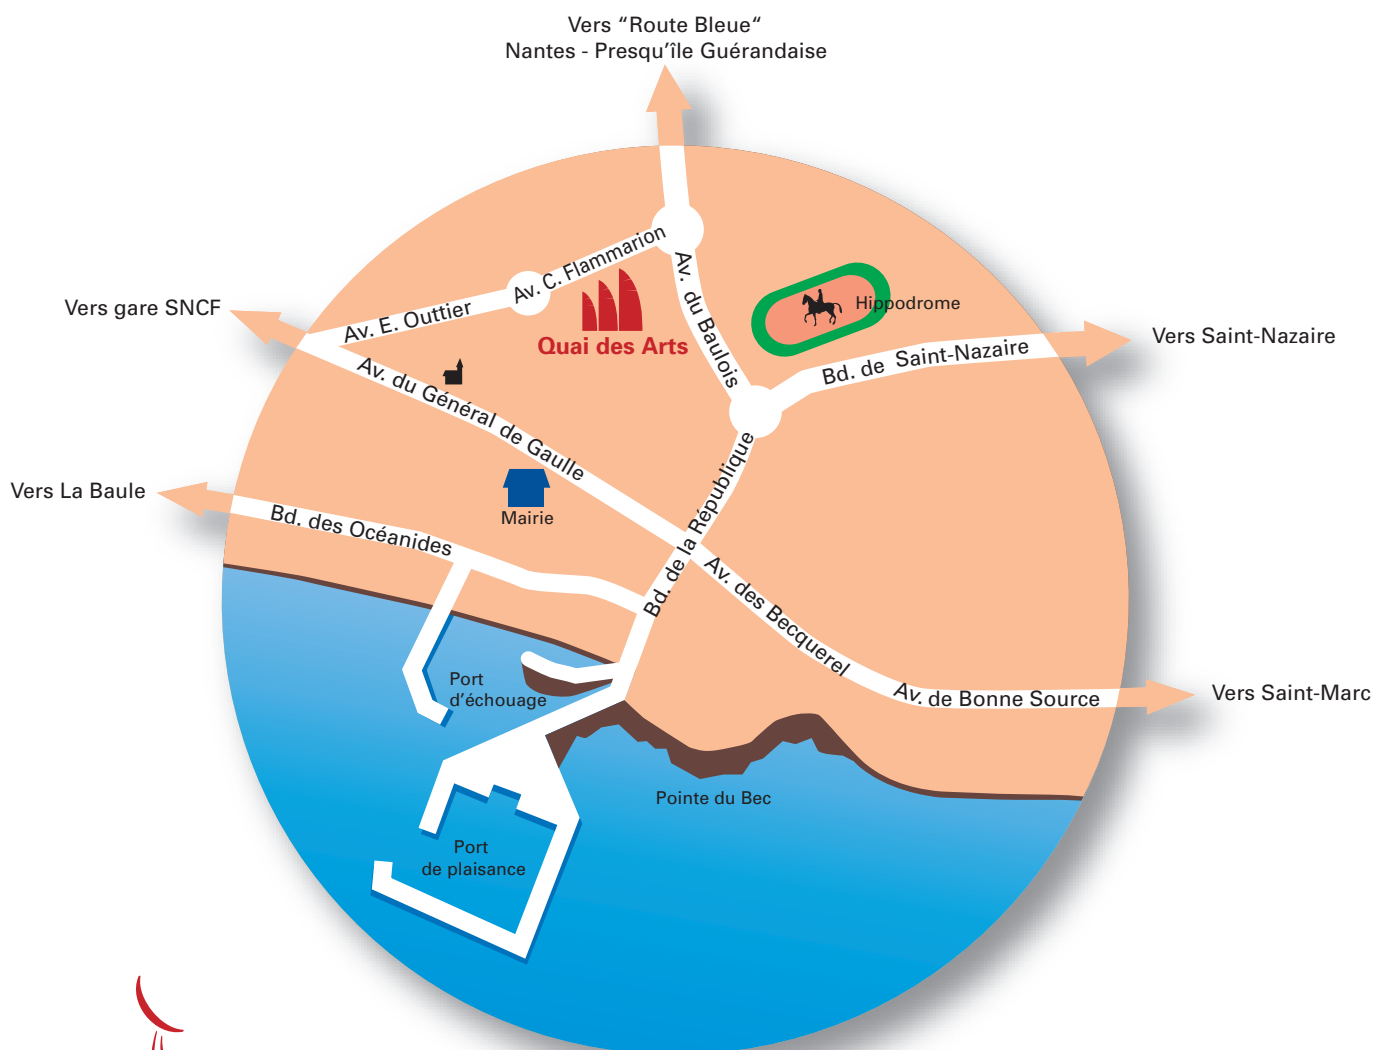 Vers “Route Bleue“
Nantes - Presqu’île Guérandaise
Av. C. Flammarion
Av. du Baulois
Hippodrome
Vers gare SNCF
Av. E. Outtier
Quai des Arts
Vers Saint-Nazaire
Bd. de Saint-Nazaire
Av. du Général de Gaulle
Vers La Baule
Mairie
Bd. des Océanides
Bd. de la République
Av. des Becquerel
Port
d’échouage
Av. de Bonne Source
Vers Saint-Marc
Pointe du Bec
Port
de plaisance